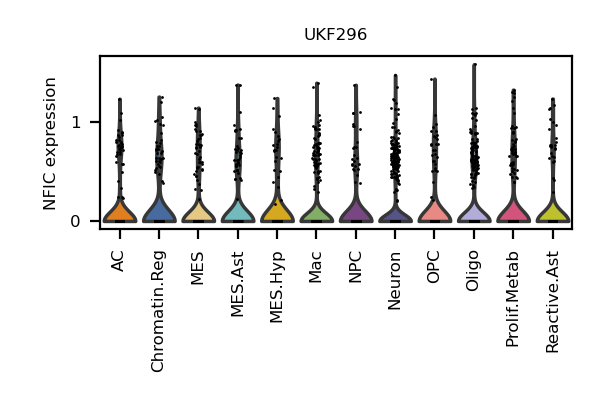 UKF296
NFIC expression
1
0
AC
Chromatin.Reg
MES
MES.Ast
MES.Hyp
Mac
NPC
Neuron
OPC
Oligo
Prolif.Metab
Reactive.Ast